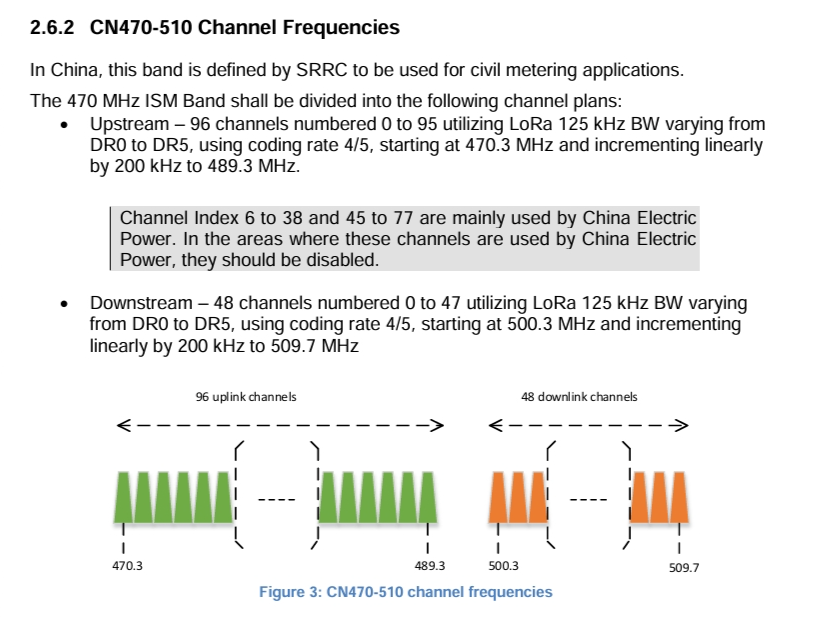 2.6.2 CN470-510 Channel Frequencies
In China, this band is defined by SRRC to be used for civil metering applications.
The 470 MHz ISM Band shall be divided into the following channel plans:
• Upstream – 96 channels numbered 0 to 95 utilizing LoRa 125 kHz BW varying from
DR0 to DR5, using coding rate 4/5, starting at 470.3 MHz and incrementing linearly
by 200 kHz to 489.3 MHz.
Channel Index 6 to 38 and 45 to 77 are mainly used by China Electric
Power. In the areas where these channels are used by China Electric
Power, they should be disabled.
• Downstream – 48 channels numbered 0 to 47 utilizing LoRa 125 kHz BW varying
from DR0 to DR5, using coding rate 4/5, starting at 500.3 MHz and incrementing
linearly by 200 kHz to 509.7 MHz
96 uplink channels
48 downlink channels
470.3
489.3
500.3
509.7
Figure 3: CN470-510 channel frequencies